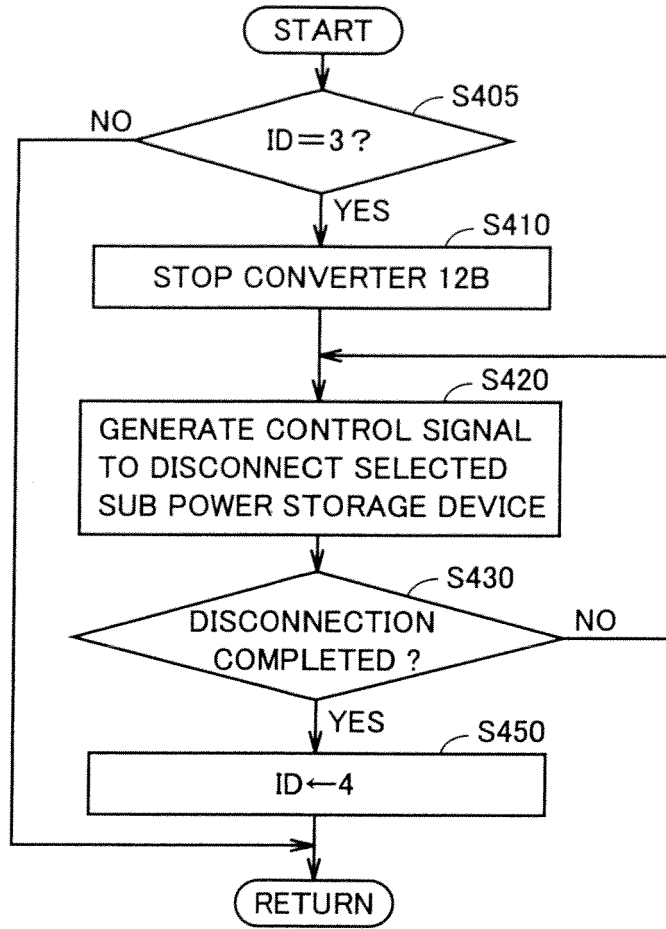 START
S405
NO
ID=3?
YES
S410
STOP CONVERTER 12B
S420
GENERATE CONTROL SIGNAL
TO DISCONNECT SELECTED
SUB POWER STORAGE DEVICE
S430
DISCONNECTION
NO
COMPLETED ?
YES
S450
ID←4
RETURN